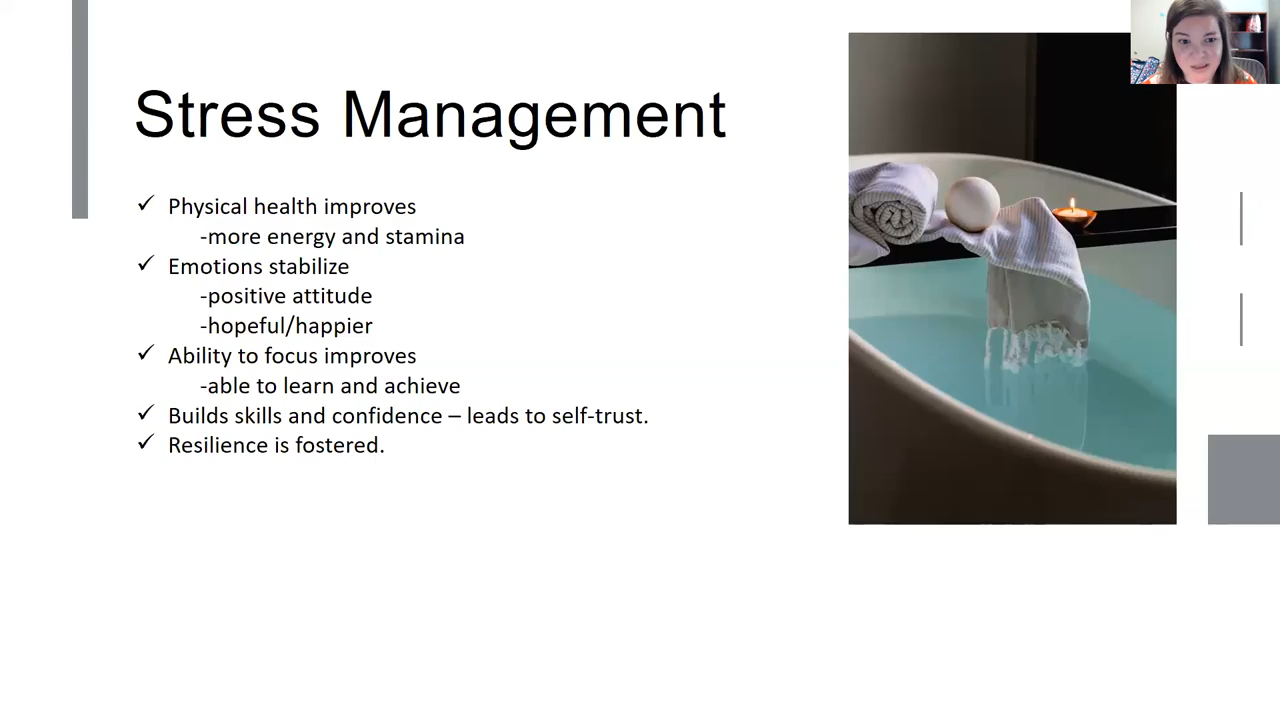 Stress Management
✓ Physical health improves
-more energy and stamina
✓ Emotions stabilize
-positive attitude
-hopeful/happier
✓ Ability to focus improves
-able to learn and achieve
✓ Builds skills and confidence – leads to self-trust.
✓ Resilience is fostered.